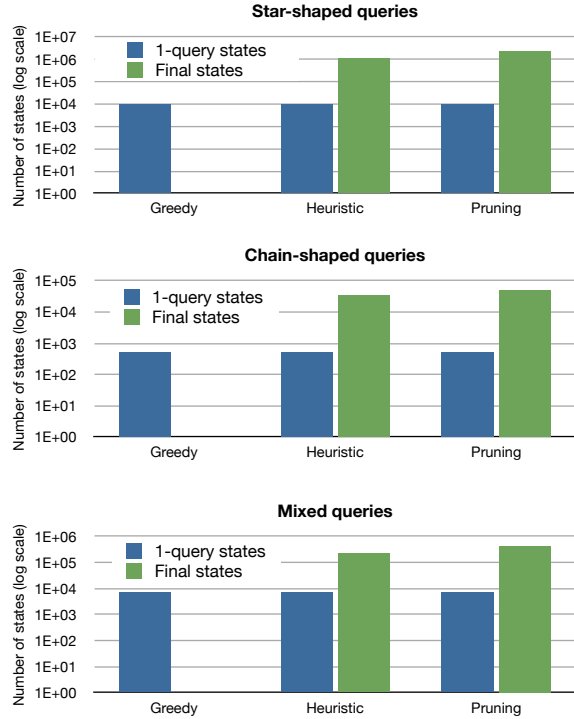 Star-shaped queries
Number of states (log scale)
1E+07
1E+06
1E+05
1E+04
1E+03
1E+02
1E+01
1E+00
1-query states
Final states
Greedy
Heuristic
Pruning
Chain-shaped queries
Number of states (log scale)
1E+05
1E+04
1E+03
1E+02
1E+01
1E+00
1-query states
Final states
Greedy
Heuristic
Pruning
Mixed queries
Number of states (log scale)
1E+06
1E+05
1E+04
1E+03
1E+02
1E+01
1E+00
1-query states
Final states
Greedy
Heuristic
Pruning